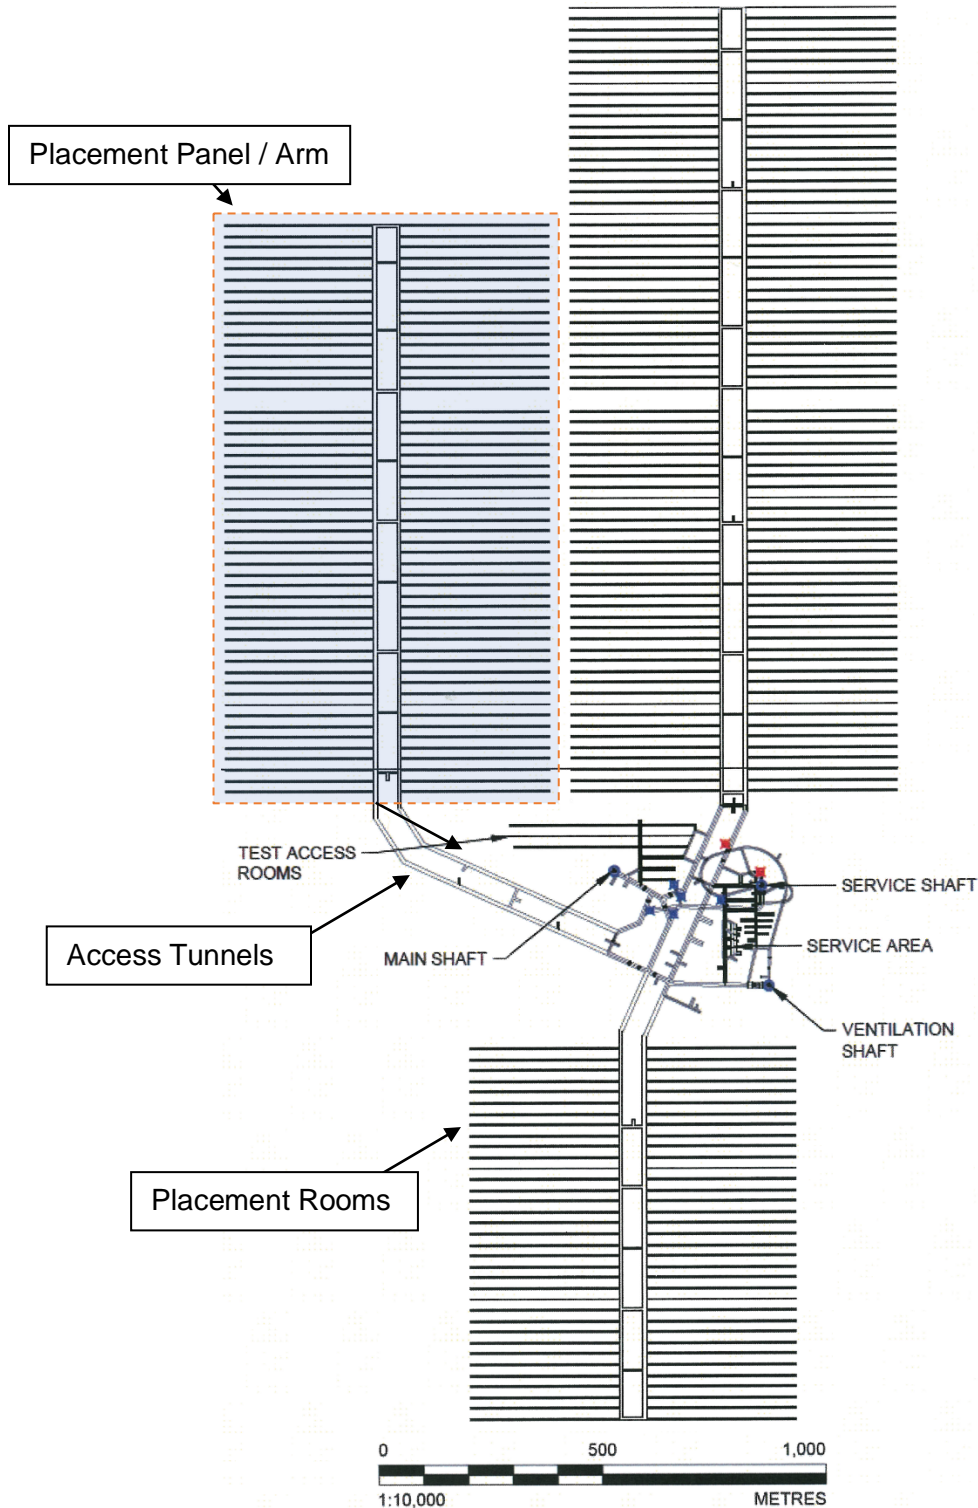 Placement Panel / Arm
TEST ACCESS
ROOMS
SERVICE SHAFT
Access Tunnels
MAIN SHAFT
SERVICE AREA
VENTILATION
SHAFT
Placement Rooms
0 500 1,000
1:10,000 METRES